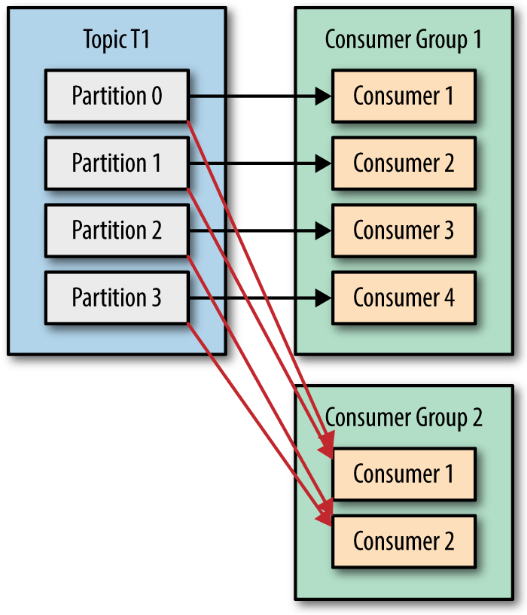 Topic T1
Partition 0
Partition 1
Partition 2
Partition 3
Consumer Group 1
Consumer 1
Consumer 2
Consumer 3
Consumer 4
Consumer Group 2
Consumer 1
Consumer 2